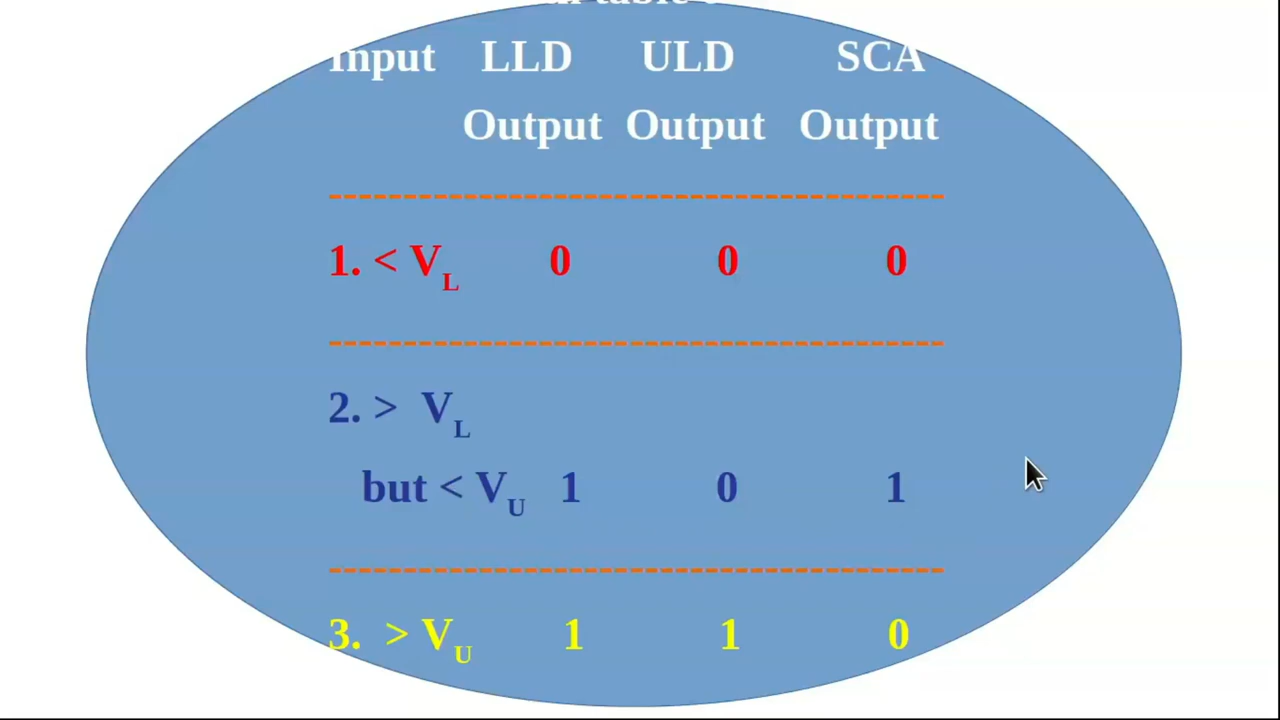 table
Input LLD ULD SCA
Output Output Output
-----------------------------------------
1. < VL 0 0 0
-----------------------------------------
2. > VL
but < VU 1 0 1
-----------------------------------------
3. > VU 1 1 0